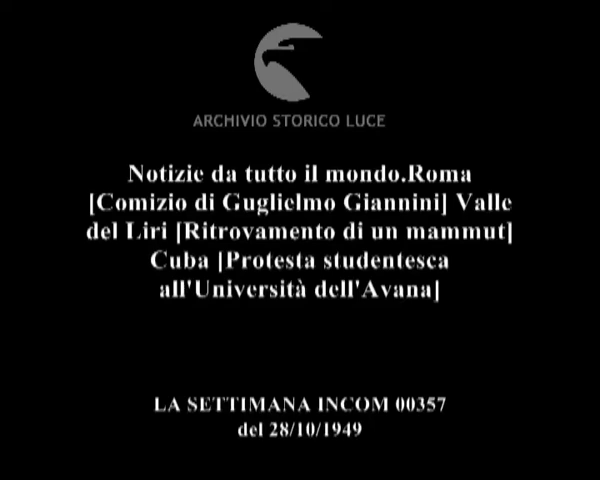 ARCHIVIO STORICO LUCE
Notizie da tutto il mondo.Roma
[Comizio di Guglielmo Giannini] Valle
del Liri [Ritrovamento di un mammut]
Cuba [Protesta studentesca
all'Università dell'Avana]
LA SETTIMANA INCOM 00357
del 28/10/1949